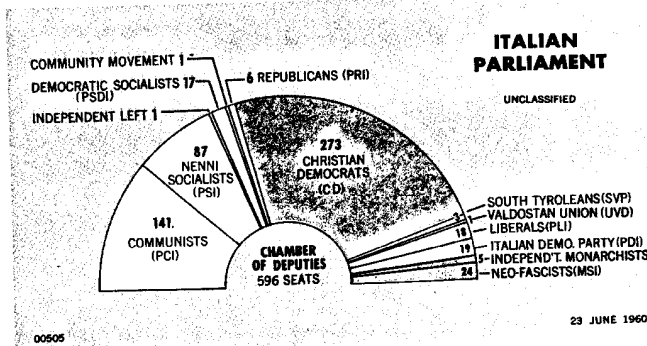 ITALIAN
PARLIAMENT
UNCLASSIFIED
COMMUNITY MOVEMENT 1
DEMOCRATIC SOCIALISTS 17
(PSDI)
INDEPENDENT LEFT 1
6 REPUBLICANS (PRI)
87
NENNI
SOCIALISTS
(PSI)
141.
COMMUNISTS
(PCI)
273
CHRISTIAN
DEMOCRATS
(CD)
CHAMBER
OF DEPUTIES
596 SEATS
3 SOUTH TYROLEANS (SVP)
1 VALDOSTAN UNION (UVD)
18 LIBERALS (PLI)
19 ITALIAN DEMO. PARTY (PDI)
5 INDEPEND'T. MONARCHISTS
24 NEO-FASCISTS (MSI)
00505
23 JUNE 1960